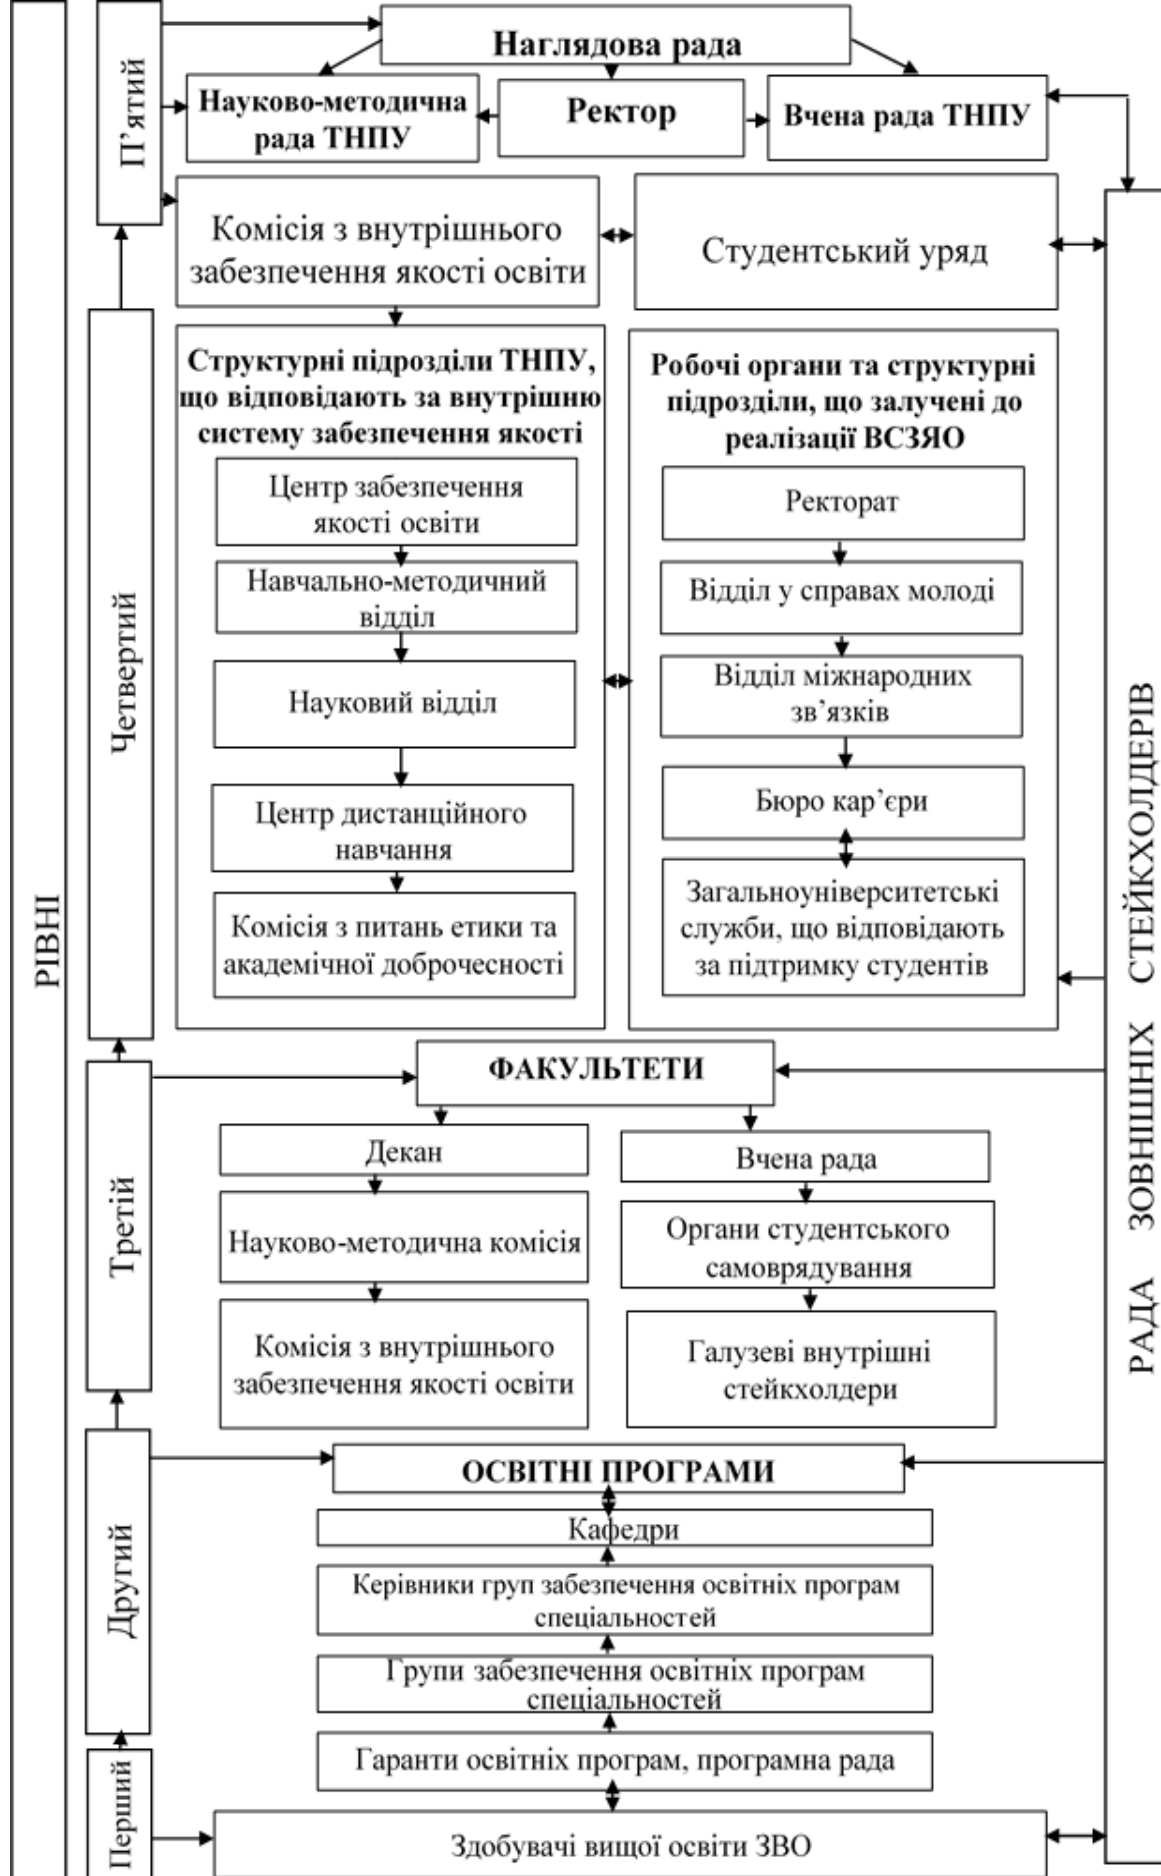 РІВНІ
П’ятий
Наглядова рада
Науково-методична
рада ТНПУ
Ректор
Вчена рада ТНПУ
Комісія з внутрішнього
забезпечення якості освіти
Студентський уряд
Четвертий
Структурні підрозділи ТНПУ,
що відповідають за внутрішню
систему забезпечення якості
Центр забезпечення
якості освіти
Навчально-методичний
відділ
Науковий відділ
Центр дистанційного
навчання
Комісія з питань етики та
академічної доброчесності
Робочі органи та структурні
підрозділи, що залучені до
реалізації ВСЗЯО
Ректорат
Відділ у справах молоді
Відділ міжнародних
зв’язків
Бюро кар’єри
Загальноуніверситетські
служби, що відповідають
за підтримку студентів
Третій
ФАКУЛЬТЕТИ
Декан
Науково-методична комісія
Комісія з внутрішнього
забезпечення якості освіти
Вчена рада
Органи студентського
самоврядування
Галузеві внутрішні
стейкхолдери
Другий
ОСВІТНІ ПРОГРАМИ
Кафедри
Керівники груп забезпечення освітніх програм
спеціальностей
Групи забезпечення освітніх програм
спеціальностей
Гаранти освітніх програм, програмна рада
Перший
Здобувачі вищої освіти ЗВО
РАДА ЗОВНІШНІХ СТЕЙКХОЛДЕРІВ